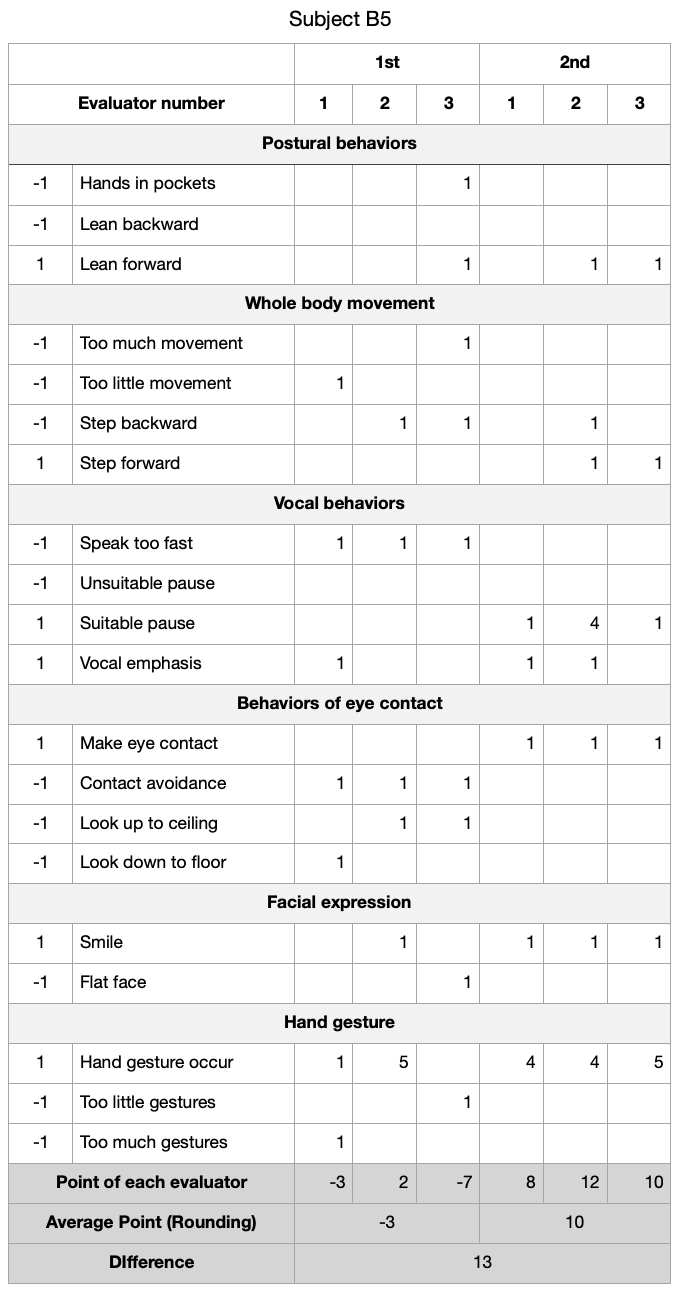 Subject B5
1st 2nd
Evaluator number 1 2 3 1 2 3
Postural behaviors
-1 Hands in pockets 1
-1 Lean backward
1 Lean forward 1 1 1
Whole body movement
-1 Too much movement 1
-1 Too little movement 1
-1 Step backward 1 1 1
1 Step forward 1 1
Vocal behaviors
-1 Speak too fast 1 1 1
-1 Unsuitable pause
1 Suitable pause 1 4 1
1 Vocal emphasis 1 1 1
Behaviors of eye contact
1 Make eye contact 1 1 1
-1 Contact avoidance 1 1 1
-1 Look up to ceiling 1 1
-1 Look down to floor 1
Facial expression
1 Smile 1 1 1 1
-1 Flat face 1
Hand gesture
1 Hand gesture occur 1 5 4 4 5
-1 Too little gestures 1
-1 Too much gestures 1
Point of each evaluator -3 2 -7 8 12 10
Average Point (Rounding) -3 10
DIfference 13